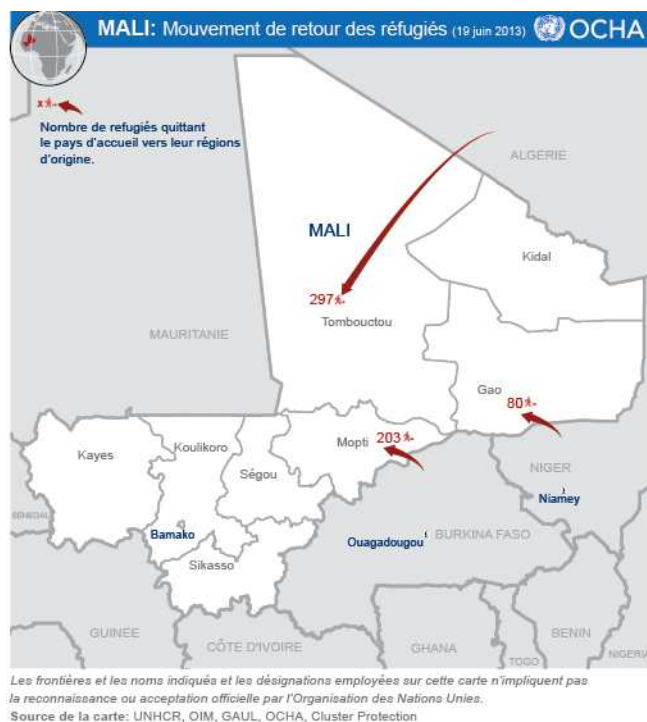 MALI: Mouvement de retour des réfugiés (19 juin 2013) OCHA
x
Nombre de refugiés quittant
le pays d'accueil vers leur régions
d'origine.
ALGERIE
MALI
Kidal
297
Tombouctou
MAURITANIE
Gao
80
Kayes
Koulikoro
Ségou
Mopti
203
NIGER
Niamey
SENEGAL
Bamako
Ouagadougou
BURKINA FASO
Sikasso
GUINEE
CÔTE D'IVOIRE
GHANA
TOGO
BENIN
NIGERIA
Les frontières et les noms indiqués et les désignations employées sur cette carte n'impliquent pas
la reconnaissance ou acceptation officielle par l'Organisation des Nations Unies.
Source de la carte: UNHCR, OIM, GAUL, OCHA, Cluster Protection